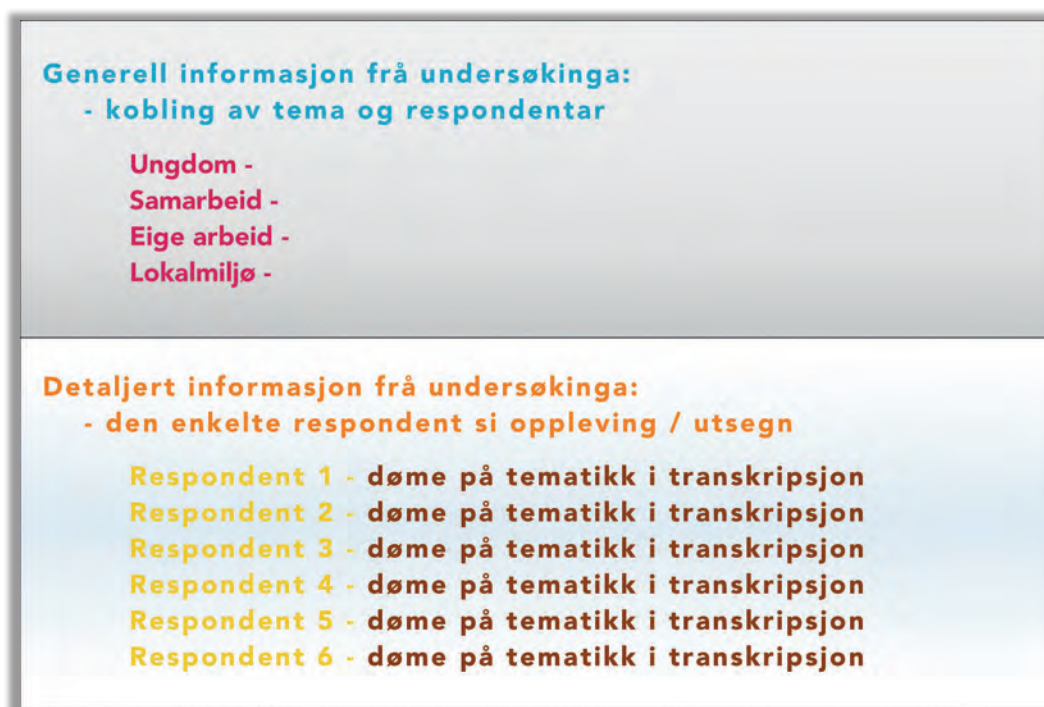 Generell informasjon frå undersøkinga:
- kobling av tema og respondentar
Ungdom -
Samarbeid -
Eige arbeid -
Lokalmiljø -
Detaljert informasjon frå undersøkinga:
- den enkelte respondent si oppleving / utsegn
Respondent 1 - døme på tematikk i transkripsjon
Respondent 2 - døme på tematikk i transkripsjon
Respondent 3 - døme på tematikk i transkripsjon
Respondent 4 - døme på tematikk i transkripsjon
Respondent 5 - døme på tematikk i transkripsjon
Respondent 6 - døme på tematikk i transkripsjon